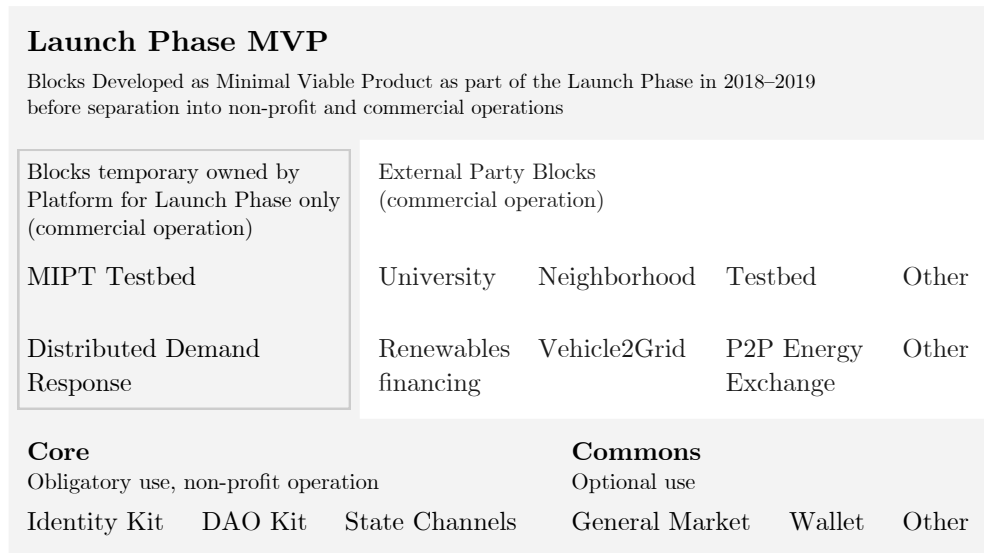 Launch Phase MVP
Blocks Developed as Minimal Viable Product as part of the Launch Phase in 2018–2019
before separation into non-profit and commercial operations
Blocks temporary owned by
Platform for Launch Phase only
(commercial operation)
MIPT Testbed
Distributed Demand
Response
External Party Blocks
(commercial operation)
University Neighborhood Testbed Other
Renewables Vehicle2Grid P2P Energy Other
financing Exchange
Core
Obligatory use, non-profit operation
Identity Kit DAO Kit State Channels
Commons
Optional use
General Market Wallet Other